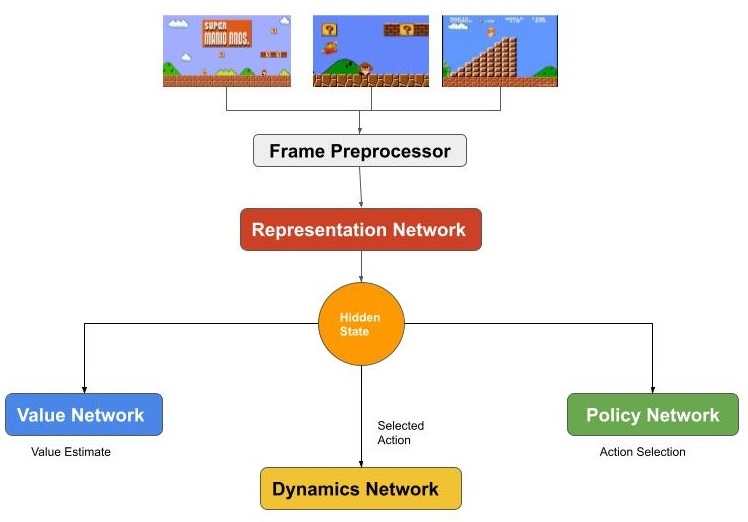 SUPER
MARIO BROS.
Frame Preprocessor
Representation Network
Hidden
State
Value Network
Policy Network
Value Estimate
Selected
Action
Action Selection
Dynamics Network